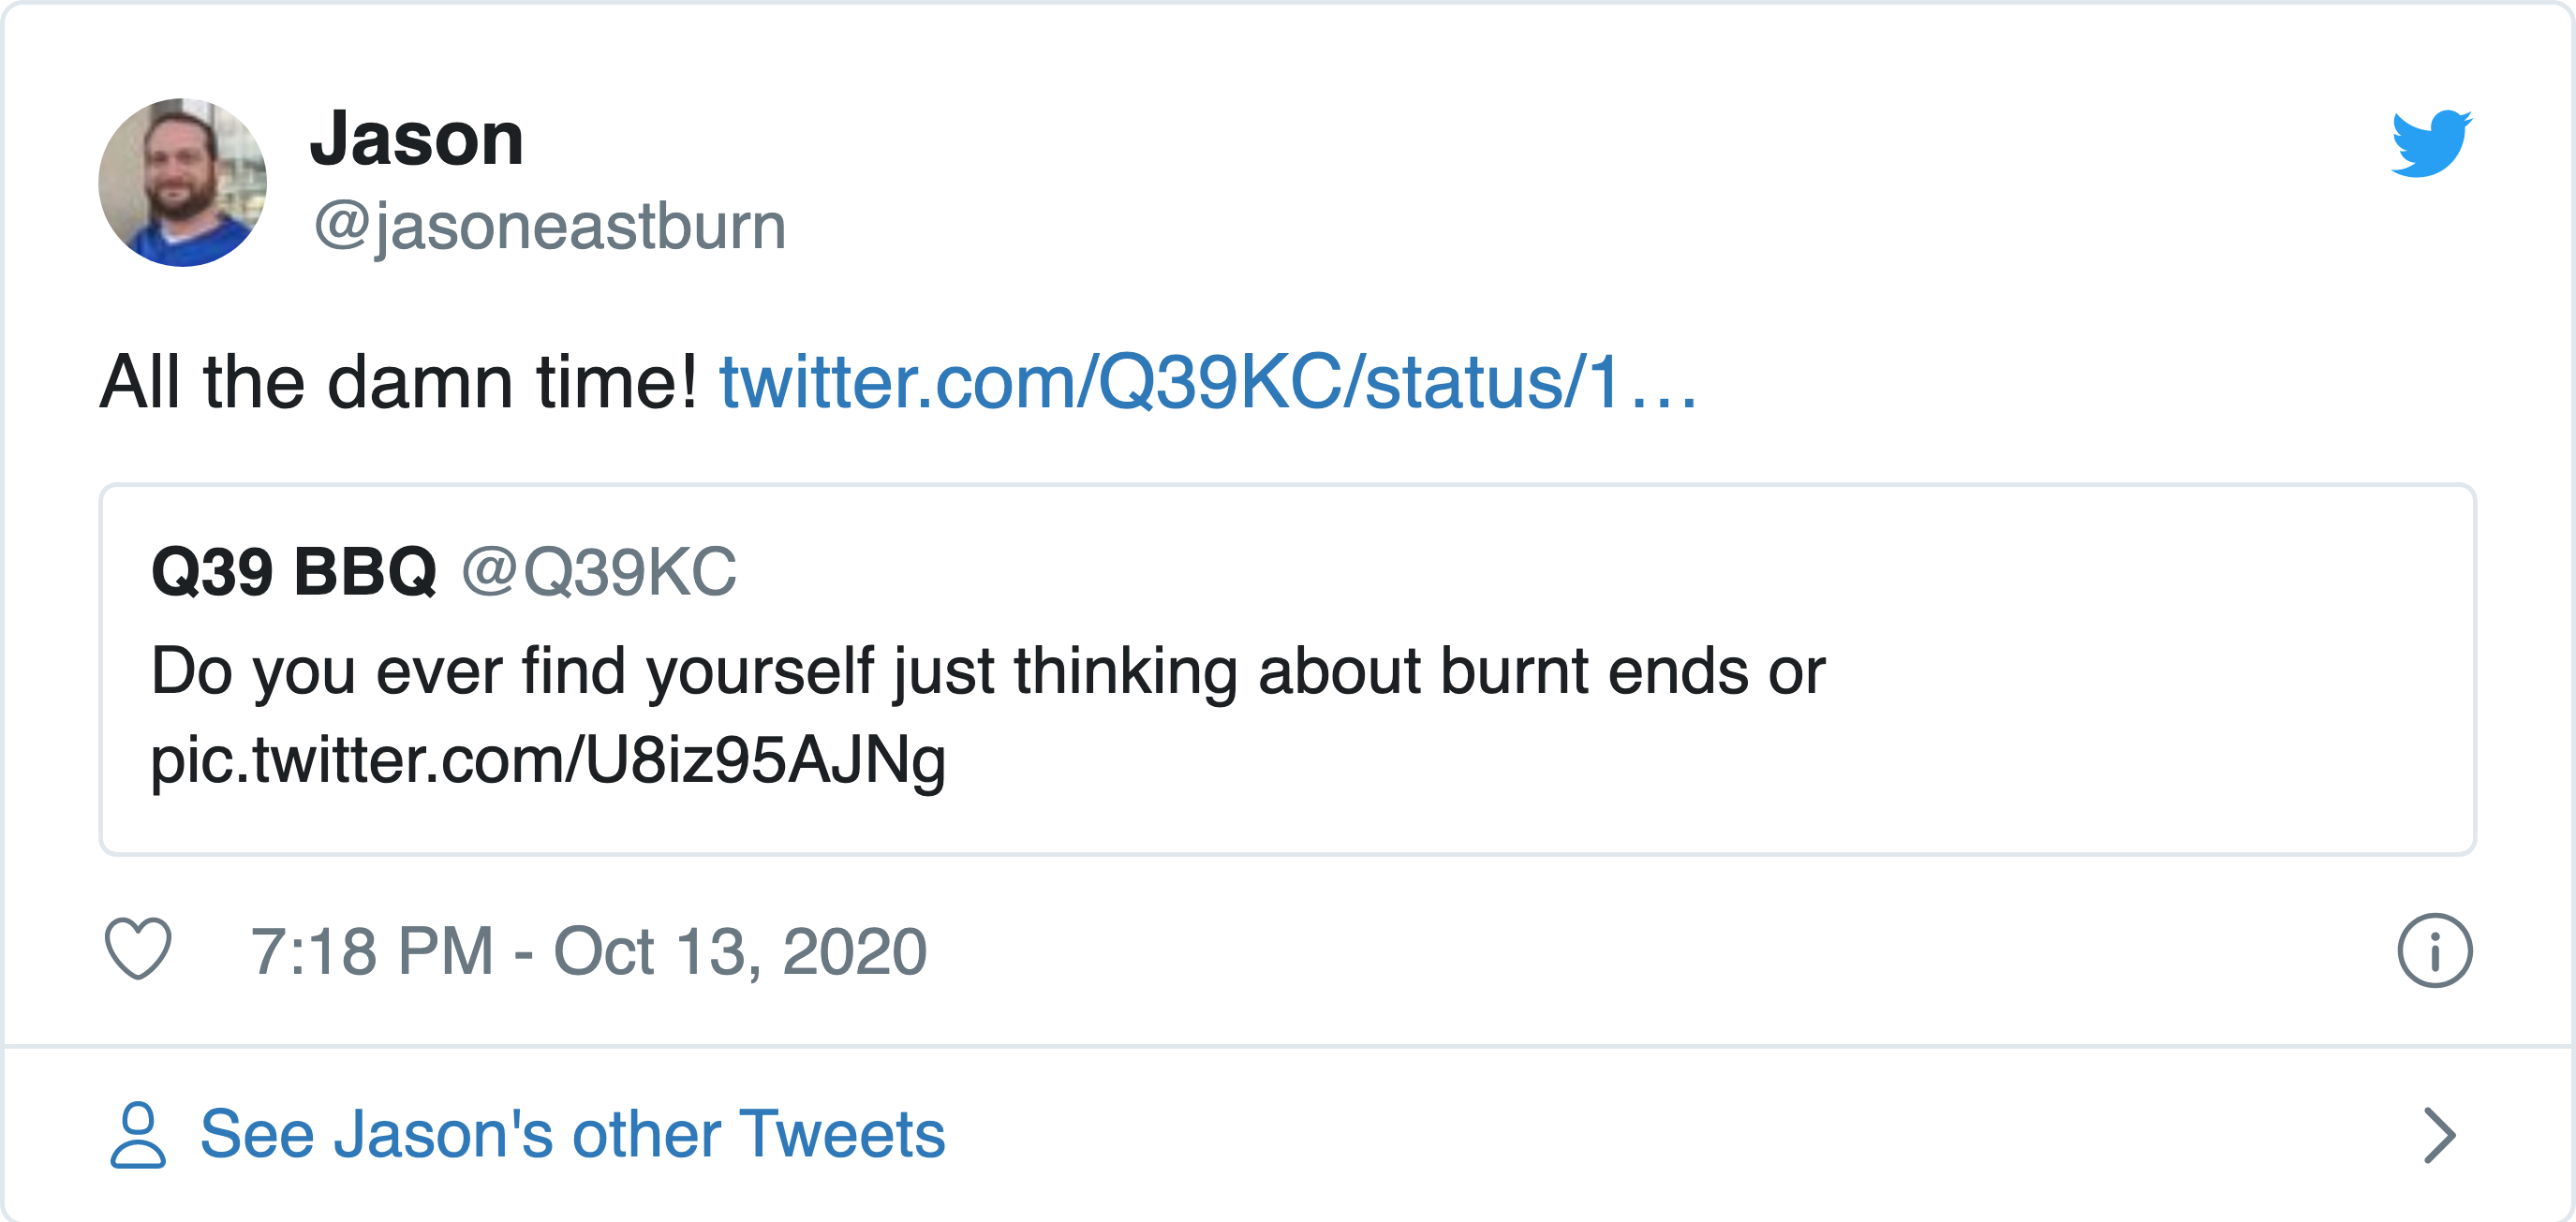 Jason
@jasoneastburn
All the damn time! twitter.com/Q39KC/status/1…
Q39 BBQ @Q39KC
Do you ever find yourself just thinking about burnt ends or
pic.twitter.com/U8iz95AJNg
7:18 PM - Oct 13, 2020
See Jason's other Tweets